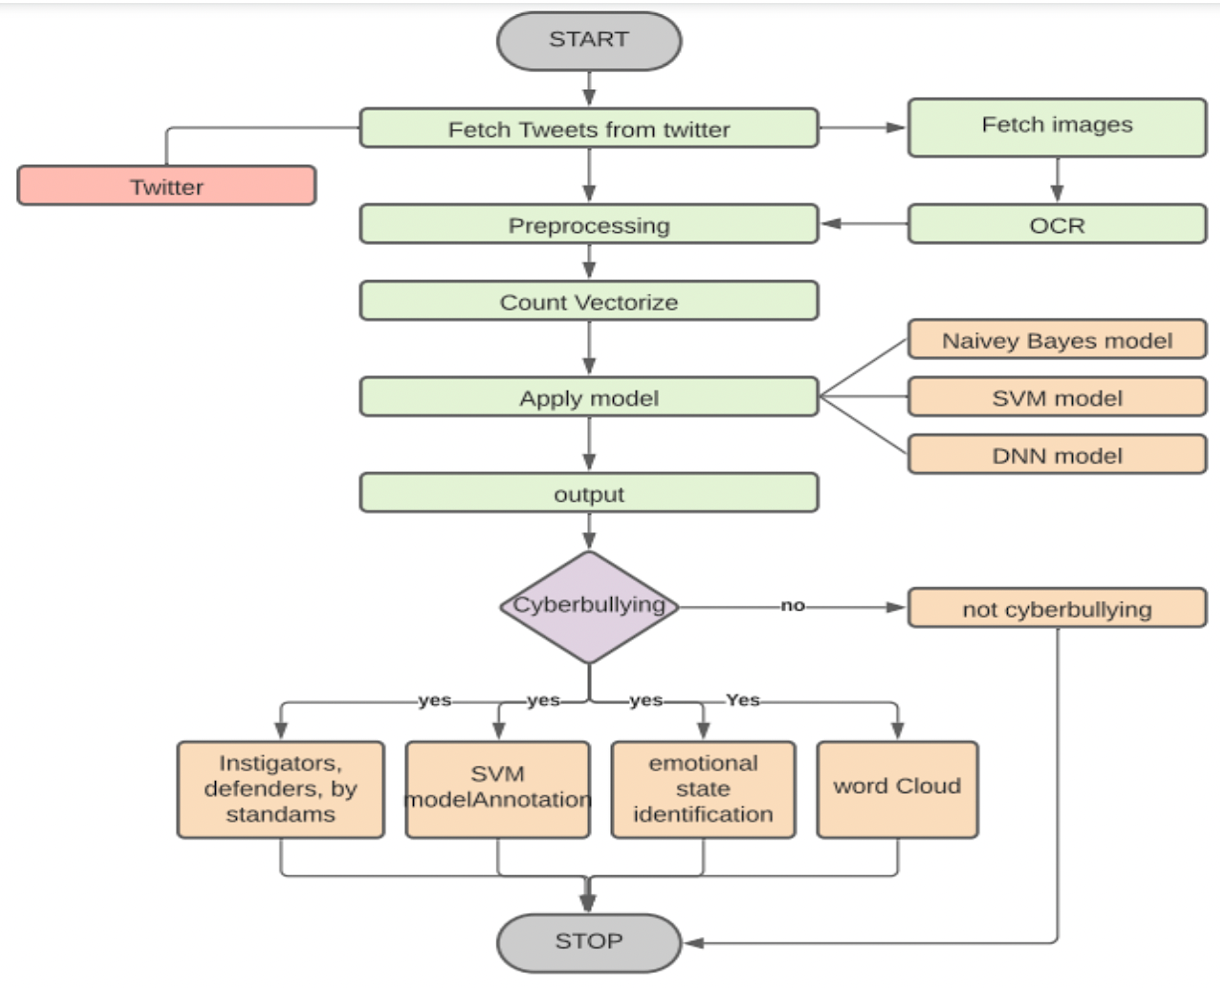 START
Fetch Tweets from twitter
Fetch images
Twitter
Preprocessing
OCR
Count Vectorize
Naivey Bayes model
Apply model
SVM model
DNN model
output
Cyberbullying
no
not cyberbullying
yes
yes
yes
Yes
Instigators,
defenders, by
standams
SVM
modelAnnotation
emotional
state
identification
word Cloud
STOP